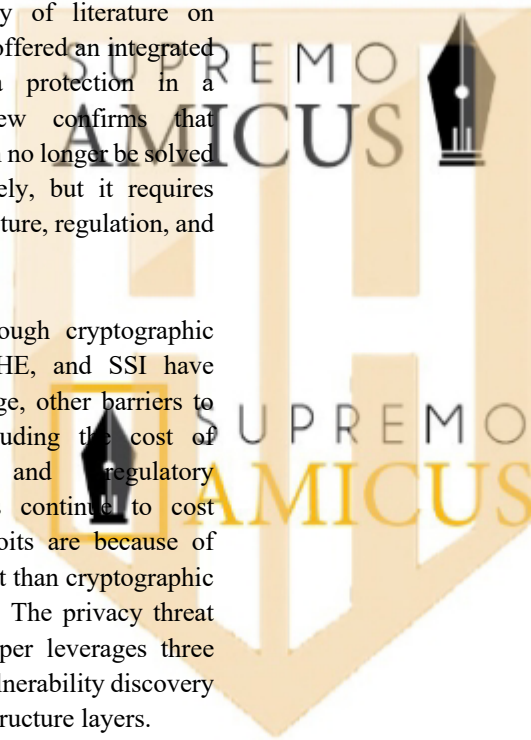 y of literature on
offered an integrated
protection in a
ew confirms that
no longer be solved
ely, but it requires
ture, regulation, and
ough cryptographic
HE, and SSI have
ge, other barriers to
uding the cost of
and regulatory
continue to cost
oits are because of
t than cryptographic
The privacy threat
per leverages three
lnerability discovery
ructure layers.
SUPREMO
AMICUS
SUPREMO
AMICUS